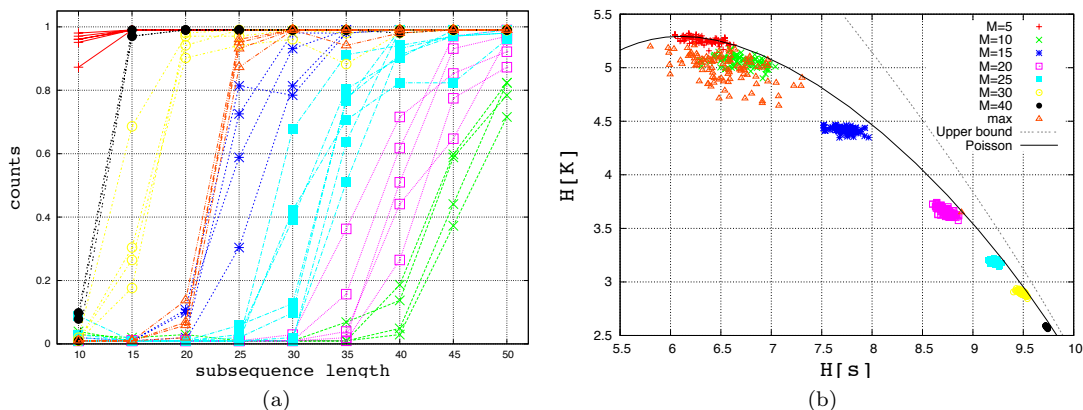 1
0.8
0.6
0.4
0.2
0
counts
10 15 20 25 30 35 40 45 50
subsequence length
(a)
5.5
5
4.5
4
3.5
3
2.5
H[K]
M=5
M=10
M=15
M=20
M=25
M=30
M=40
max
Upper bound
Poisson
5.5 6 6.5 7 7.5 8 8.5 9 9.5 10
H[s]
(b)